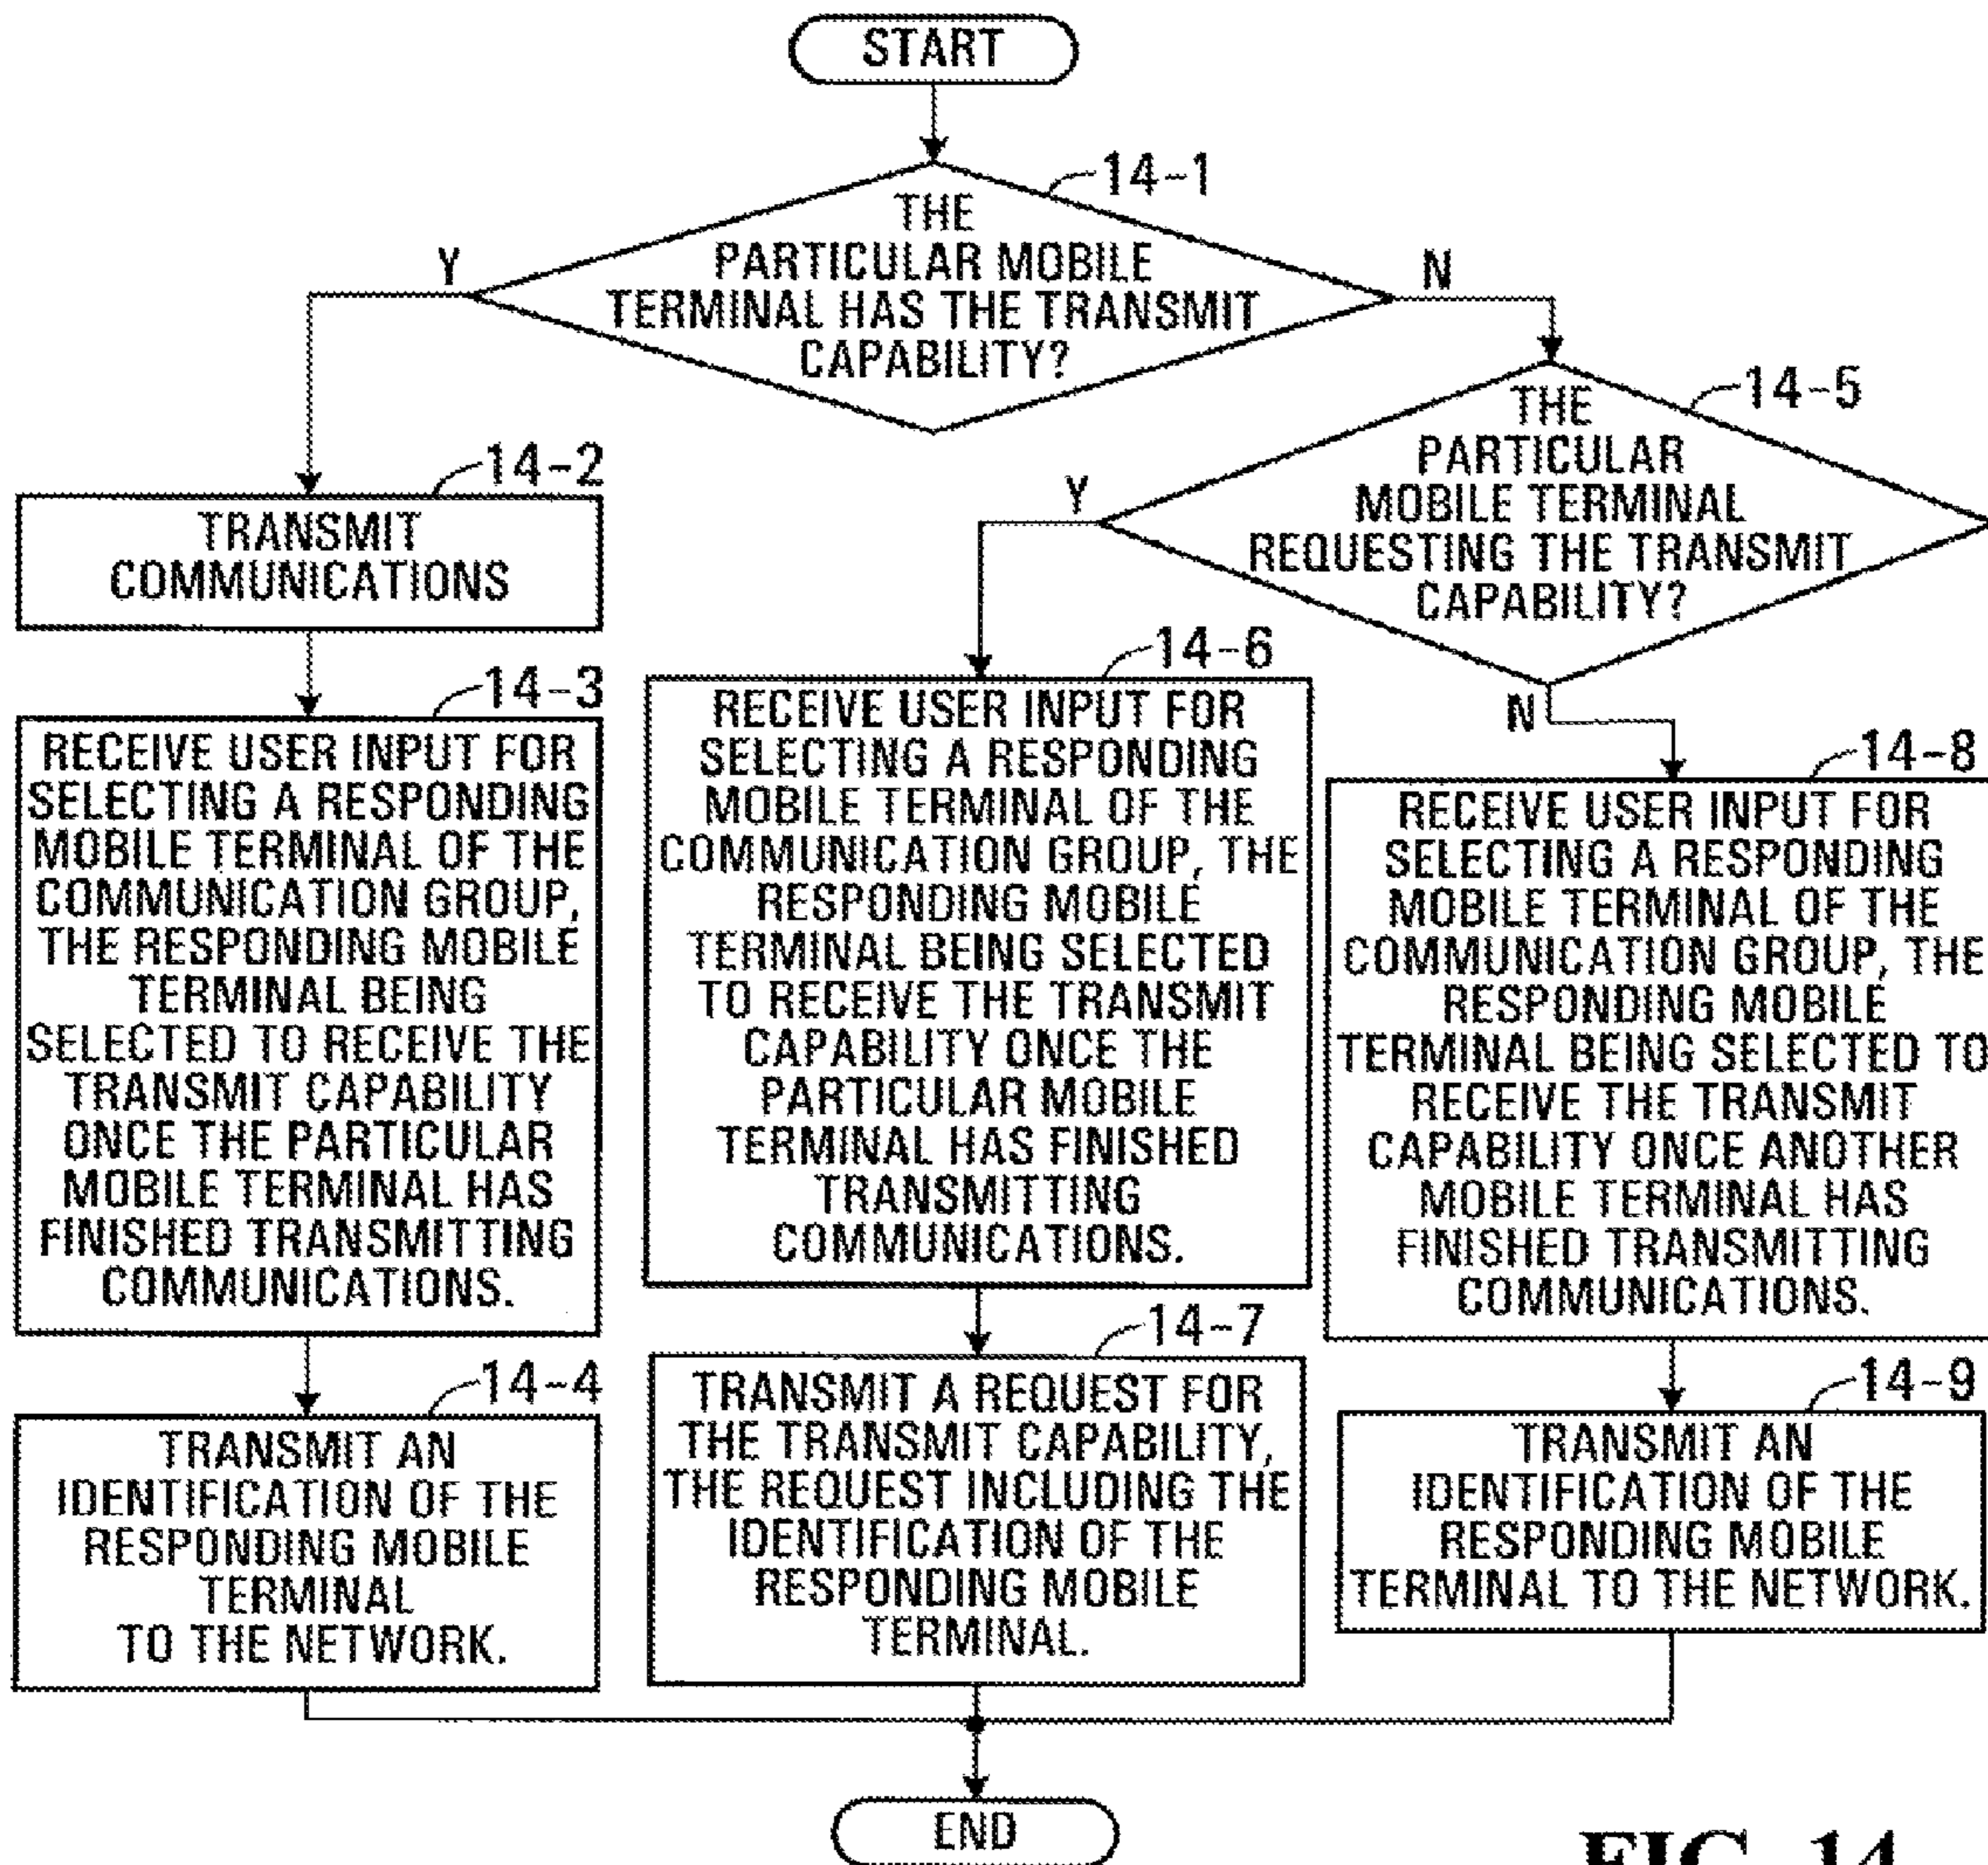 START
14-1
THE
PARTICULAR MOBILE
TERMINAL HAS THE TRANSMIT
CAPABILITY?
Y
N
14-5
THE
PARTICULAR
MOBILE TERMINAL
REQUESTING THE TRANSMIT
CAPABILITY?
Y
N
14-2
TRANSMIT
COMMUNICATIONS
14-3
RECEIVE USER INPUT FOR
SELECTING A RESPONDING
MOBILE TERMINAL OF THE
COMMUNICATION GROUP,
THE RESPONDING MOBILE
TERMINAL BEING
SELECTED TO RECEIVE THE
TRANSMIT CAPABILITY
ONCE THE PARTICULAR
MOBILE TERMINAL HAS
FINISHED TRANSMITTING
COMMUNICATIONS.
14-4
TRANSMIT AN
IDENTIFICATION OF THE
RESPONDING MOBILE
TERMINAL
TO THE NETWORK.
14-6
RECEIVE USER INPUT FOR
SELECTING A RESPONDING
MOBILE TERMINAL OF THE
COMMUNICATION GROUP, THE
RESPONDING MOBILE
TERMINAL BEING SELECTED
TO RECEIVE THE TRANSMIT
CAPABILITY ONCE THE
PARTICULAR MOBILE
TERMINAL HAS FINISHED
TRANSMITTING
COMMUNICATIONS.
14-7
TRANSMIT A REQUEST FOR
THE TRANSMIT CAPABILITY,
THE REQUEST INCLUDING THE
IDENTIFICATION OF THE
RESPONDING MOBILE
TERMINAL.
14-8
RECEIVE USER INPUT FOR
SELECTING A RESPONDING
MOBILE TERMINAL OF THE
COMMUNICATION GROUP, THE
RESPONDING MOBILE
TERMINAL BEING SELECTED TO
RECEIVE THE TRANSMIT
CAPABILITY ONCE ANOTHER
MOBILE TERMINAL HAS
FINISHED TRANSMITTING
COMMUNICATIONS.
14-9
TRANSMIT AN
IDENTIFICATION OF THE
RESPONDING MOBILE
TERMINAL TO THE NETWORK.
END
FIG. 14